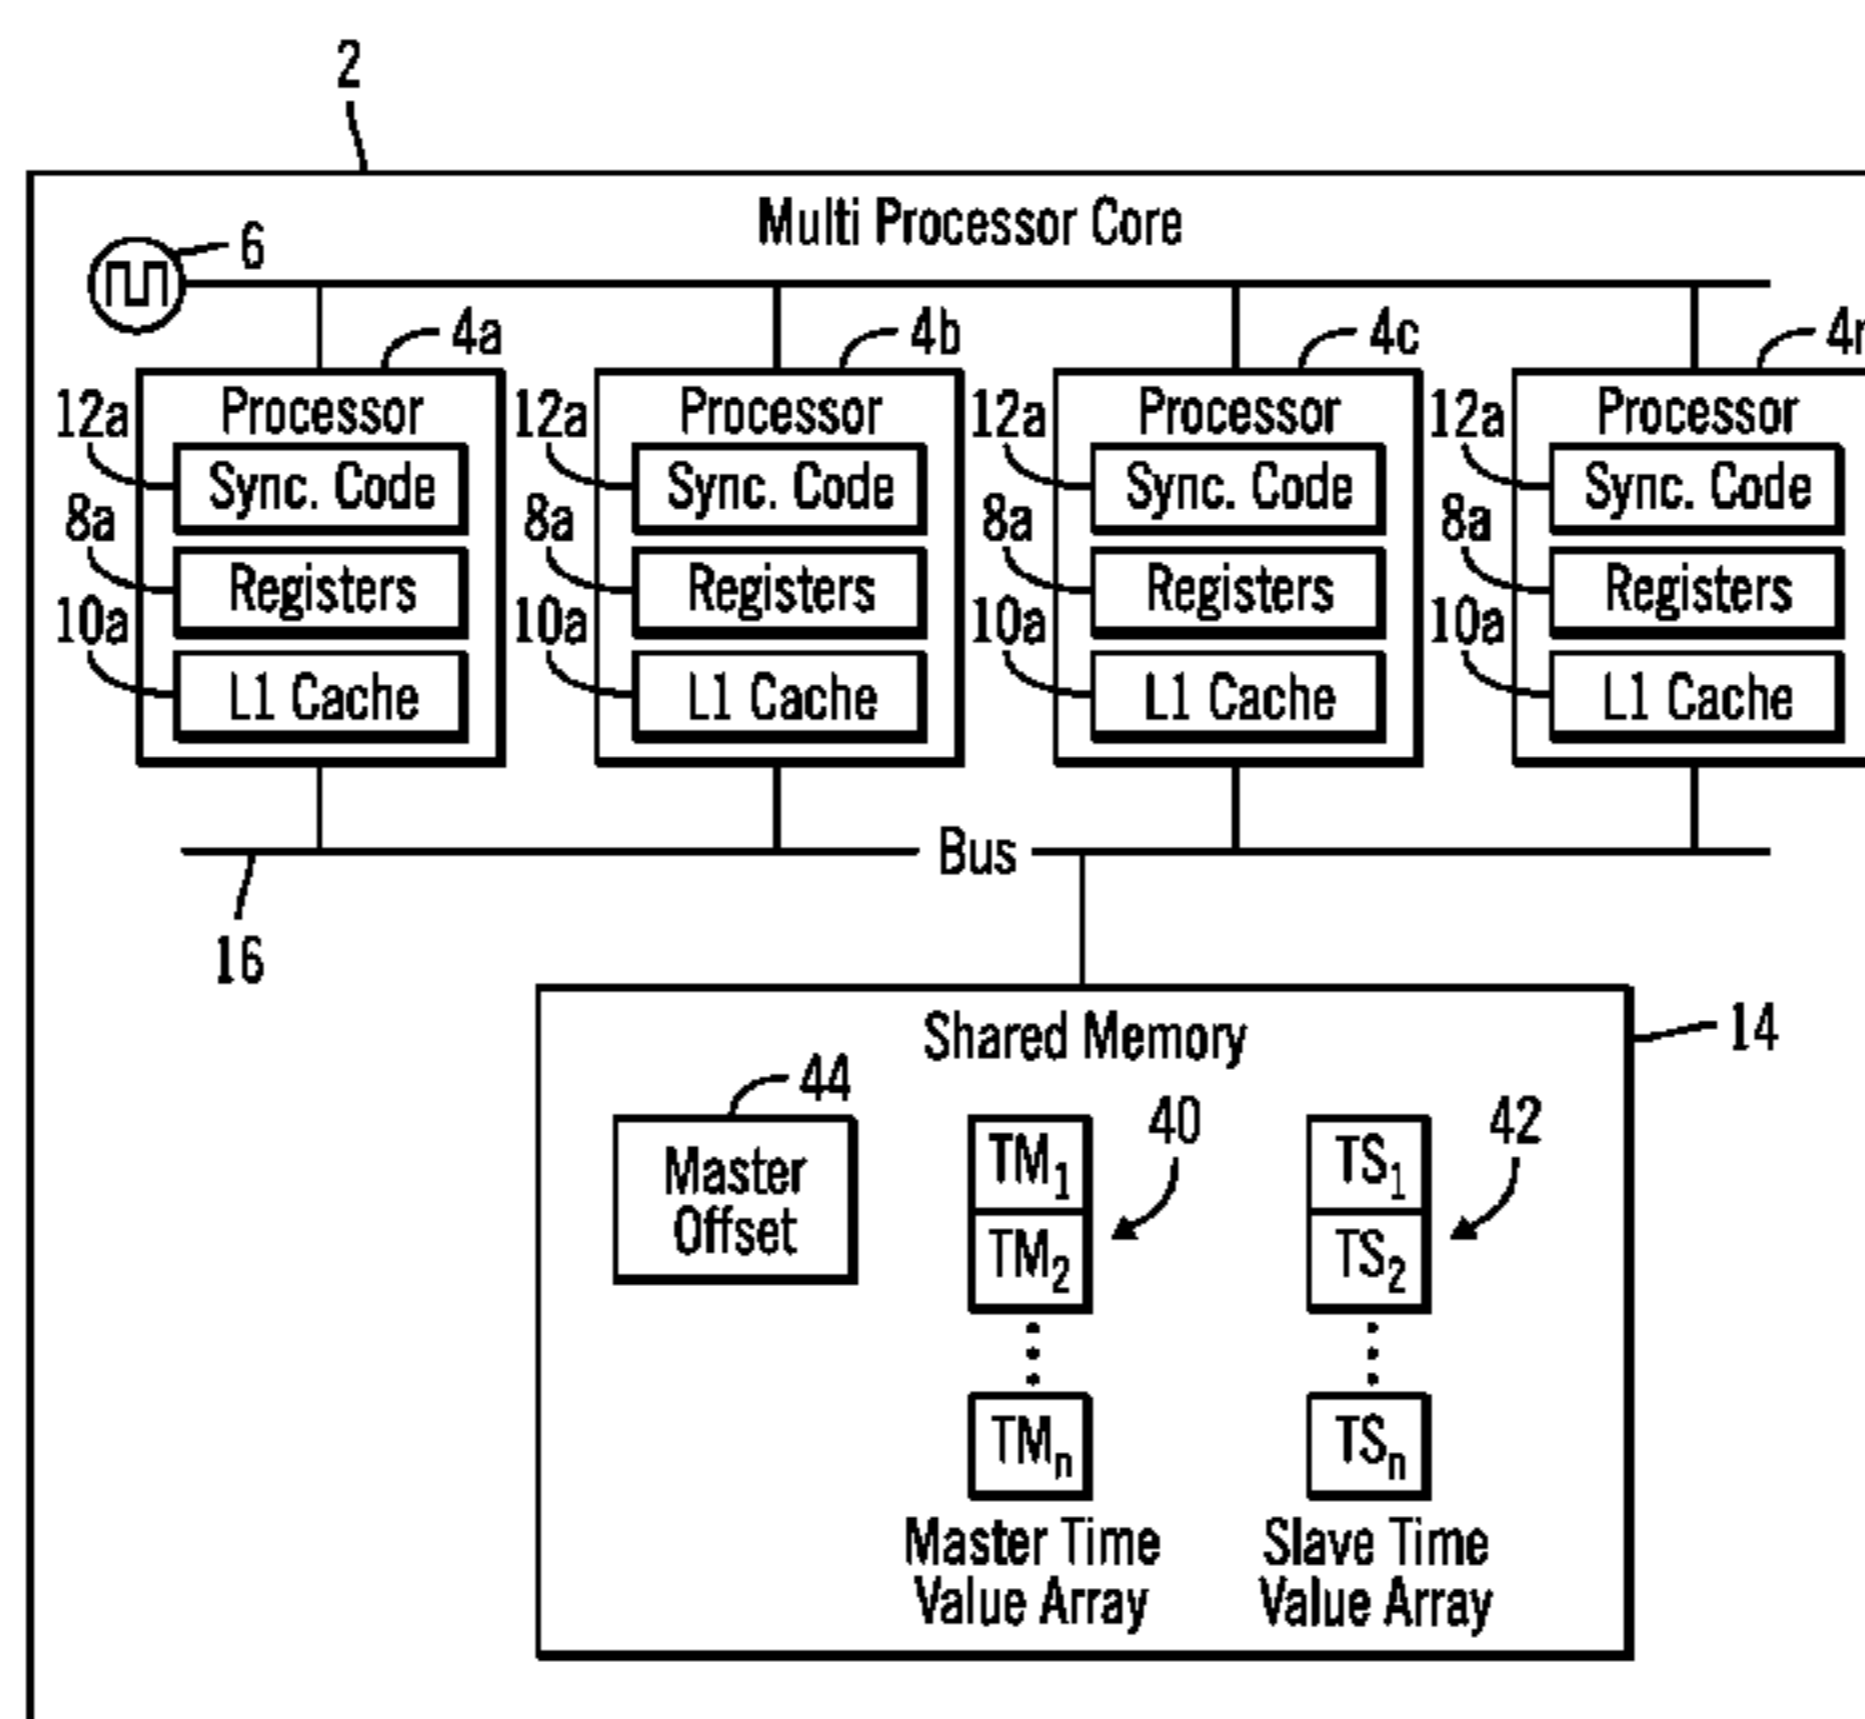 2
Multi Processor Core
6
4a 4b 4c
Processor Processor Processor Processor
12a 12a 12a 12a
Sync. Code Sync. Code Sync. Code Sync. Code
8a 8a 8a 8a
Registers Registers Registers Registers
10a 10a 10a 10a
L1 Cache L1 Cache L1 Cache L1 Cache
Bus
16
Shared Memory
14
44
Master
Offset
40
TM1
TM2
TMn
Master Time
Value Array
42
TS1
TS2
TSn
Slave Time
Value Array